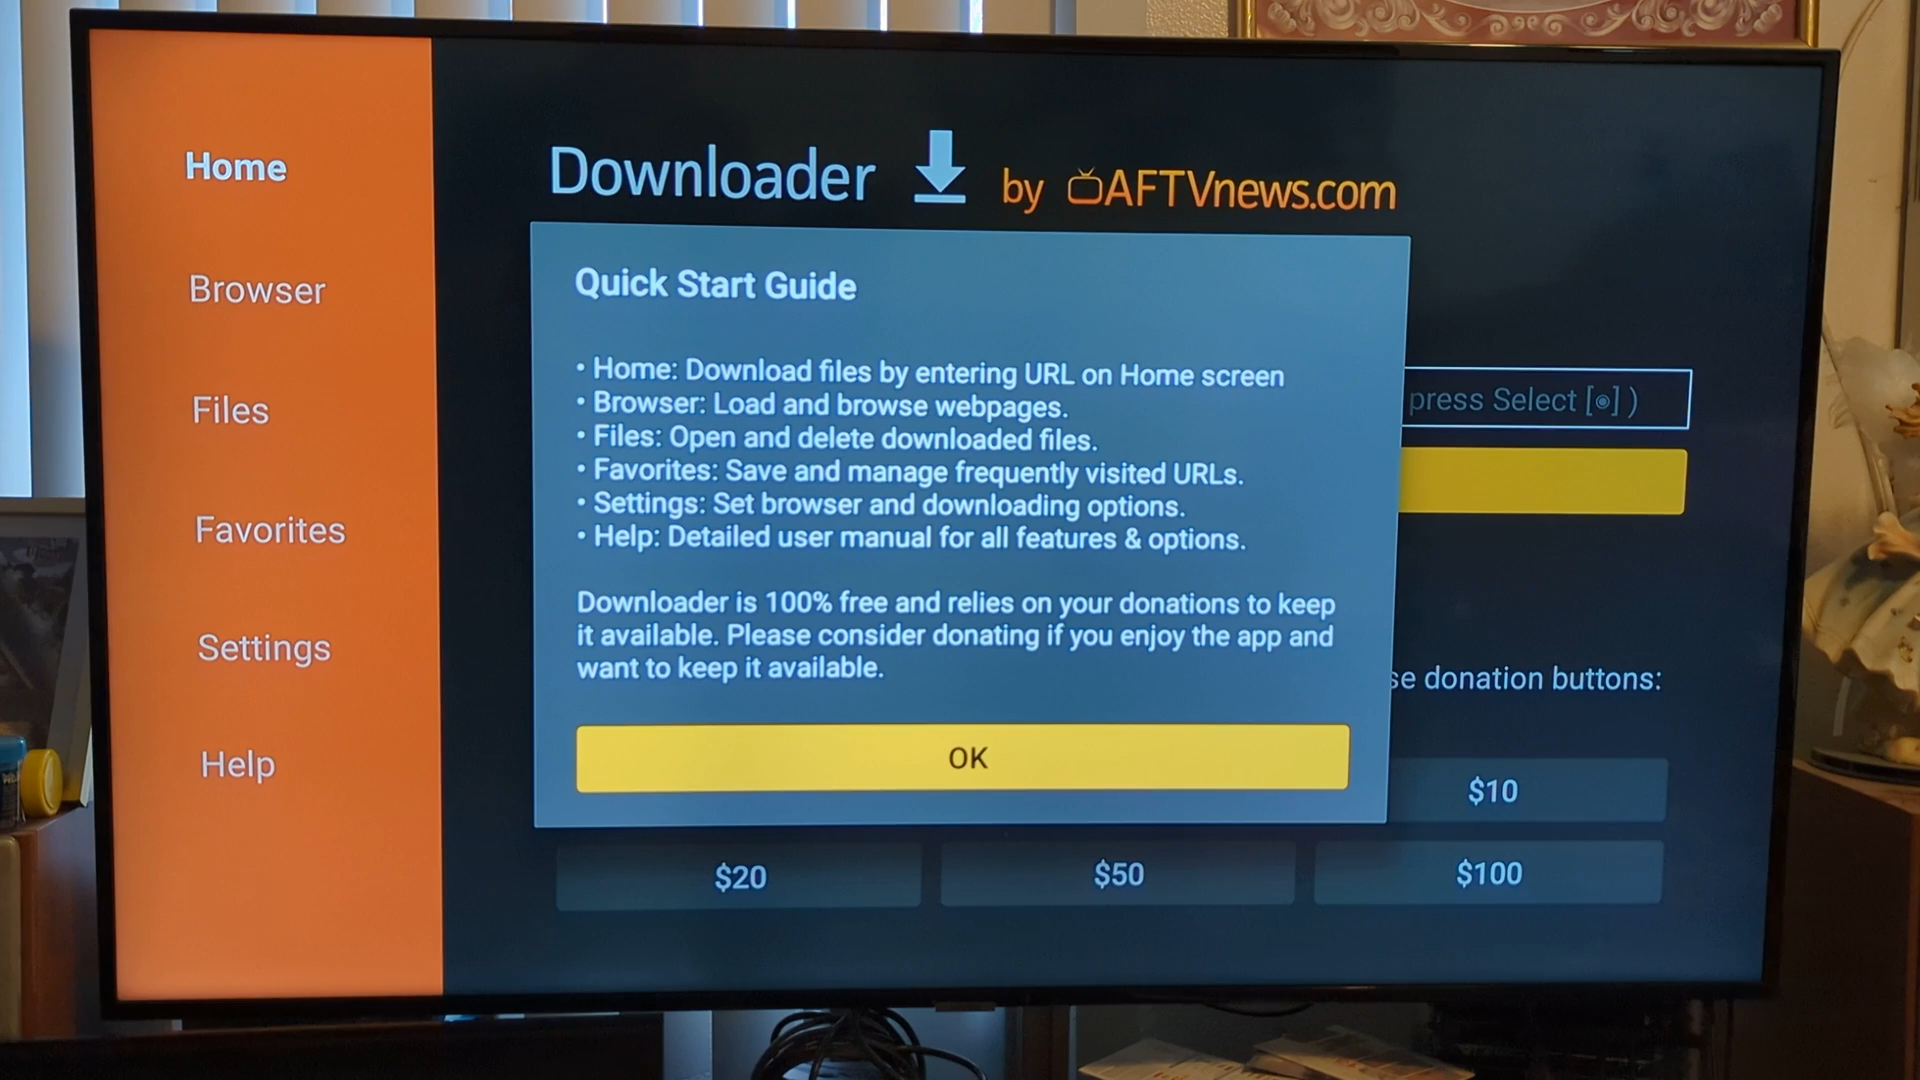 Home
Browser
Files
Favorites
Settings
Help
Downloader by AFTVnews.com
Quick Start Guide
• Home: Download files by entering URL on Home screen
• Browser: Load and browse webpages.
• Files: Open and delete downloaded files.
• Favorites: Save and manage frequently visited URLs.
• Settings: Set browser and downloading options.
• Help: Detailed user manual for all features & options.
Downloader is 100% free and relies on your donations to keep
it available. Please consider donating if you enjoy the app and
want to keep it available.
OK
press Select [◉] )
se donation buttons:
$10
$20 $50 $100